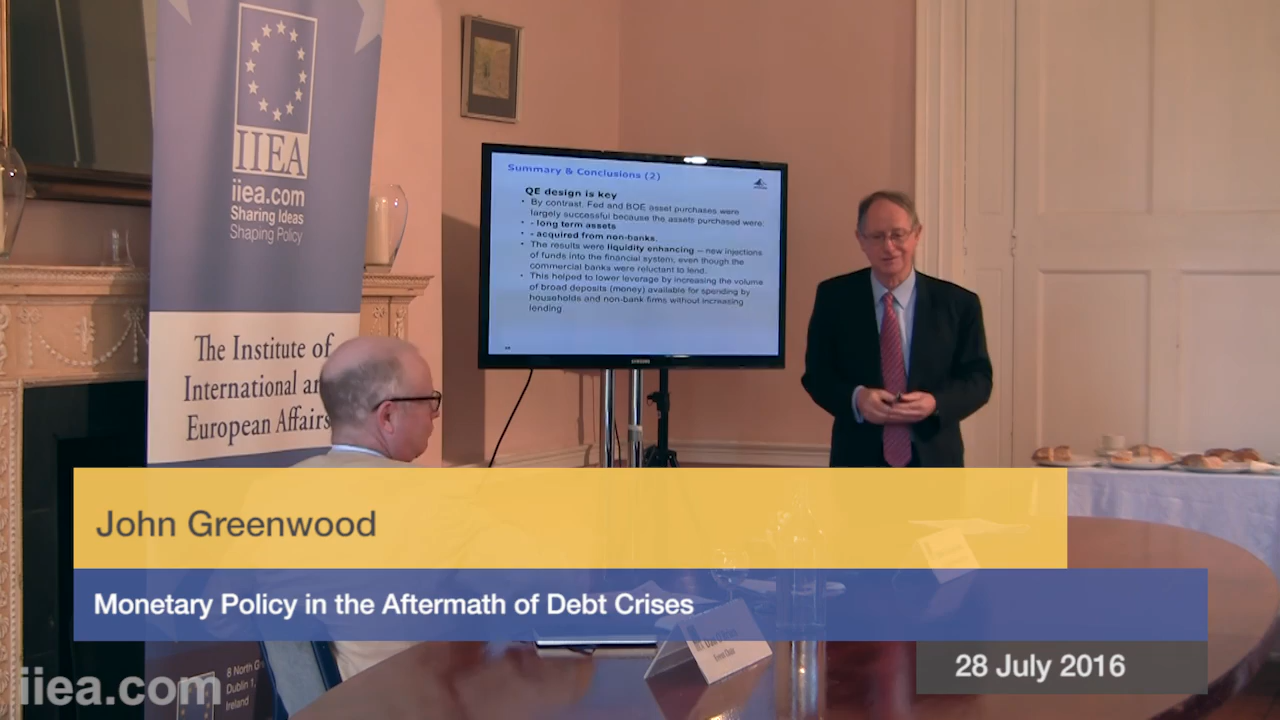 IIEA
iiea.com
Sharing Ideas
Shaping Policy
The Institute of
International an
European Affairs
8 North G
Dublin 1,
Ireland
Summary & Conclusions (2)
QE design is key
• By contrast, Fed and BOE asset purchases were
largely successful because the assets purchased were:
• - long term assets
• - acquired from non-banks.
• The results were liquidity enhancing – new injections
of funds into the financial system, even though the
commercial banks were reluctant to lend.
• This helped to lower leverage by increasing the volume
of broad deposits (money) available for spending by
households and non-bank firms without increasing
lending
John Greenwood
Monetary Policy in the Aftermath of Debt Crises
28 July 2016
Event Chair
iiea.com